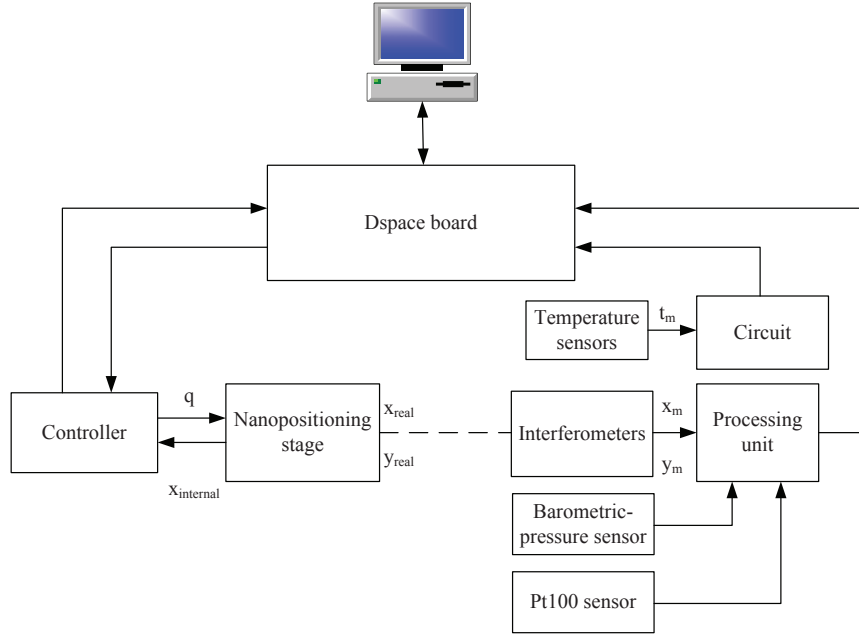 Dspace board
Temperature
sensors
t_m
Circuit
Controller
q
x_internal
Nanopositioning
stage
x_real
y_real
Interferometers
x_m
y_m
Processing
unit
Barometric-
pressure sensor
Pt100 sensor